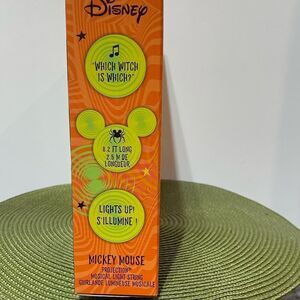 Disney
"WHICH WITCH
IS WHICH?"
8.2 FT LONG
2.5 M DE
LONGUEUR
LIGHTS UP!
S'ILLUMINE !
MICKEY MOUSE
PROJECTION
MUSICAL LIGHT STRING
GUIRLANDE LUMINEUSE MUSICALE